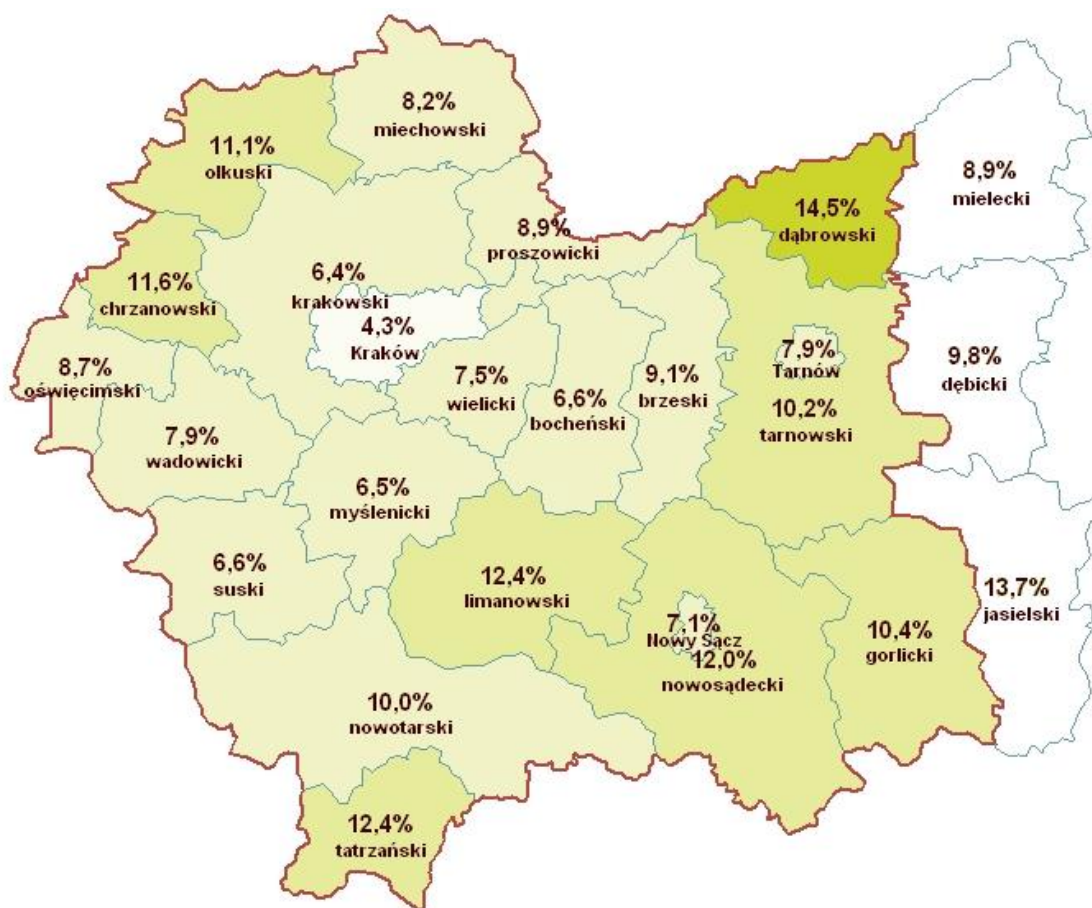 8,2%
miechowski
11,1%
olkuski
8,9%
mielecki
14,5%
dąbrowski
8,9%
proszowicki
6,4%
krakowski
11,6%
chrzanowski
4,3%
Kraków
7,9%
Tarnów
9,8%
dębicki
8,7%
oświęcimski
7,5%
wielicki
6,6%
bocheński
9,1%
brzeski
10,2%
tarnowski
7,9%
wadowicki
6,5%
myślenicki
6,6%
suski
12,4%
limanowski
13,7%
jasielski
7,1%
Nowy Sącz
12,0%
nowosądecki
10,4%
gorlicki
10,0%
nowotarski
12,4%
tatrzański